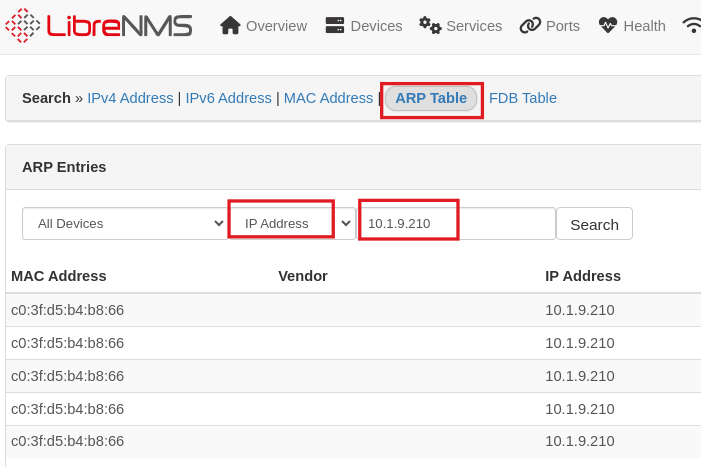 LibreNMS Overview Devices Services Ports Health
Search » IPv4 Address | IPv6 Address | MAC Address | ARP Table FDB Table
ARP Entries
All Devices IP Address 10.1.9.210 Search
MAC Address Vendor IP Address
c0:3f:d5:b4:b8:66 10.1.9.210
c0:3f:d5:b4:b8:66 10.1.9.210
c0:3f:d5:b4:b8:66 10.1.9.210
c0:3f:d5:b4:b8:66 10.1.9.210
c0:3f:d5:b4:b8:66 10.1.9.210